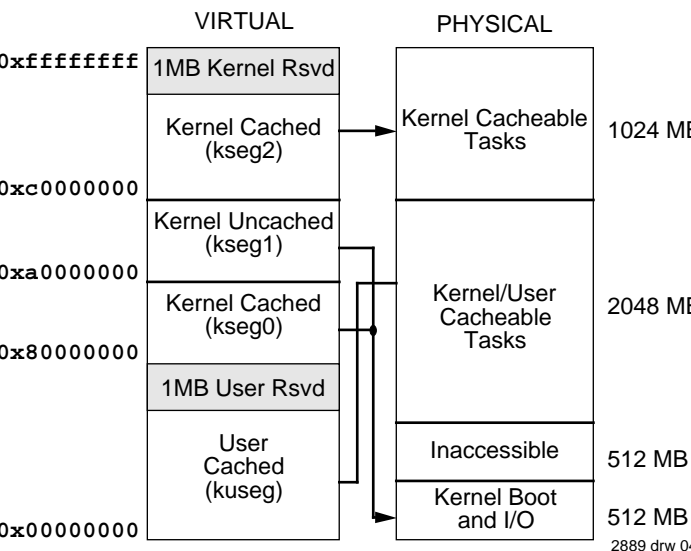 VIRTUAL
PHYSICAL
0xffffffff
1MB Kernel Rsvd
Kernel Cached
(kseg2)
Kernel Cacheable
Tasks
1024 MB
0xc0000000
Kernel Uncached
(kseg1)
0xa0000000
Kernel Cached
(kseg0)
Kernel/User
Cacheable
Tasks
2048 MB
0x80000000
1MB User Rsvd
User
Cached
(kuseg)
Inaccessible
512 MB
Kernel Boot
and I/O
512 MB
0x00000000
2889 drw 04